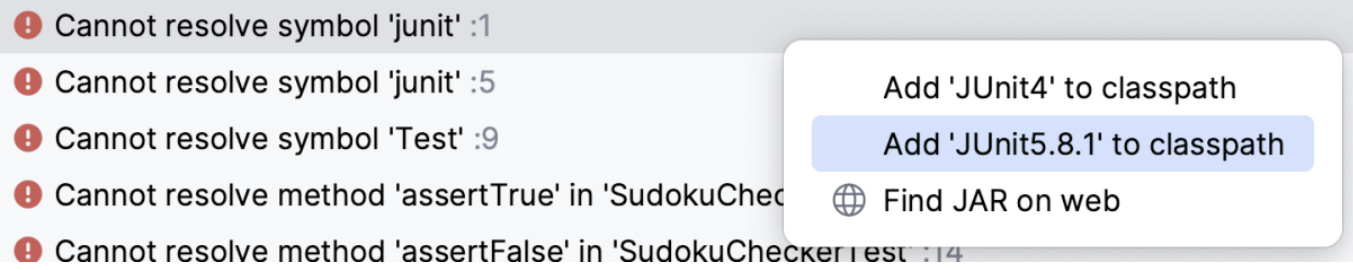 Cannot resolve symbol 'junit' :1
Cannot resolve symbol 'junit' :5
Cannot resolve symbol 'Test' :9
Cannot resolve method 'assertTrue' in 'SudokuChec
Cannot resolve method 'assertFalse' in 'SudokuCheckerTest' :14
Add 'JUnit4' to classpath
Add 'JUnit5.8.1' to classpath
Find JAR on web